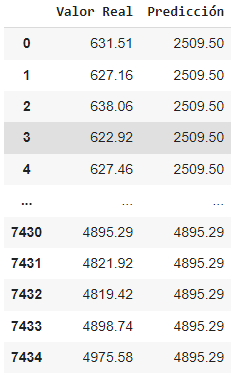 Valor Real Predicción
0 631.51 2509.50
1 627.16 2509.50
2 638.06 2509.50
3 622.92 2509.50
4 627.46 2509.50
... ... ...
7430 4895.29 4895.29
7431 4821.92 4895.29
7432 4819.42 4895.29
7433 4898.74 4895.29
7434 4975.58 4895.29